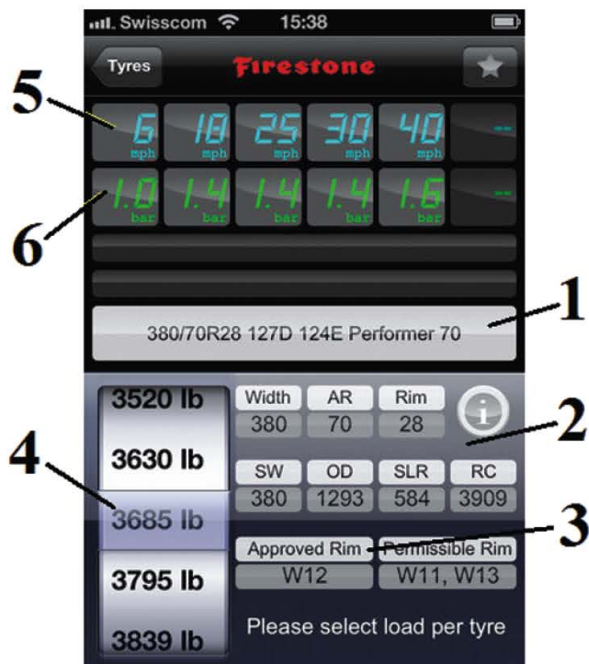 Swisscom 15:38
Tyres Firestone
5 6 mph 10 mph 25 mph 30 mph 40 mph --
6 1.0 bar 1.4 bar 1.4 bar 1.4 bar 1.6 bar --
380/70R28 127D 124E Performer 70 1
3520 lb Width AR Rim i
380 70 28 2
3630 lb SW OD SLR RC
4 3685 lb 380 1293 584 3909
Approved Rim Permissible Rim 3
3795 lb W12 W11, W13
3839 lb Please select load per tyre